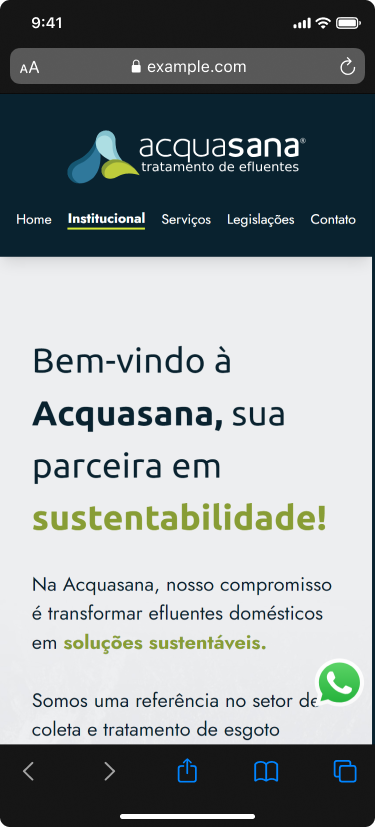 9:41
AA
example.com
acquasana®
tratamento de efluentes
Home Institucional Serviços Legislações Contato
Bem-vindo à
Acquasana, sua
parceira em
sustentabilidade!
Na Acquasana, nosso compromisso
é transformar efluentes domésticos
em soluções sustentáveis.
Somos uma referência no setor de
coleta e tratamento de esgoto